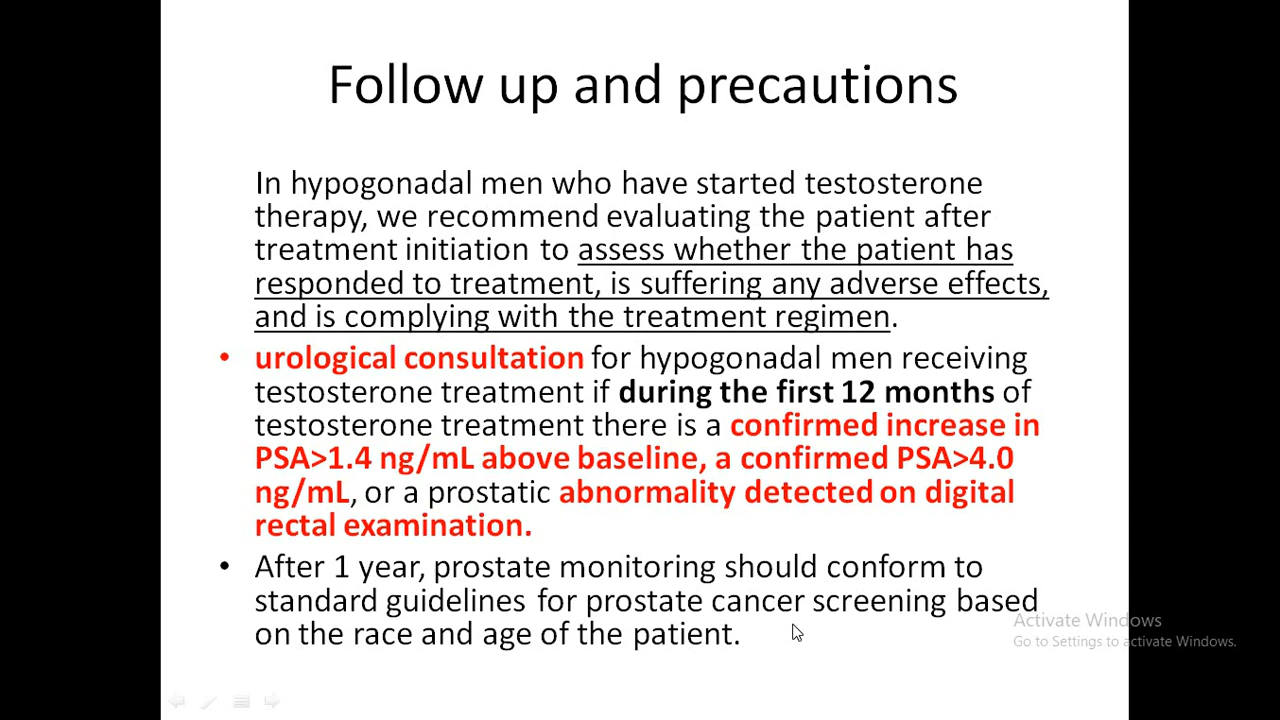 Follow up and precautions
In hypogonadal men who have started testosterone
therapy, we recommend evaluating the patient after
treatment initiation to assess whether the patient has
responded to treatment, is suffering any adverse effects,
and is complying with the treatment regimen.
• urological consultation for hypogonadal men receiving
testosterone treatment if during the first 12 months of
testosterone treatment there is a confirmed increase in
PSA>1.4 ng/mL above baseline, a confirmed PSA>4.0
ng/mL, or a prostatic abnormality detected on digital
rectal examination.
• After 1 year, prostate monitoring should conform to
standard guidelines for prostate cancer screening based
on the race and age of the patient.
Activate Windows
Go to Settings to activate Windows.